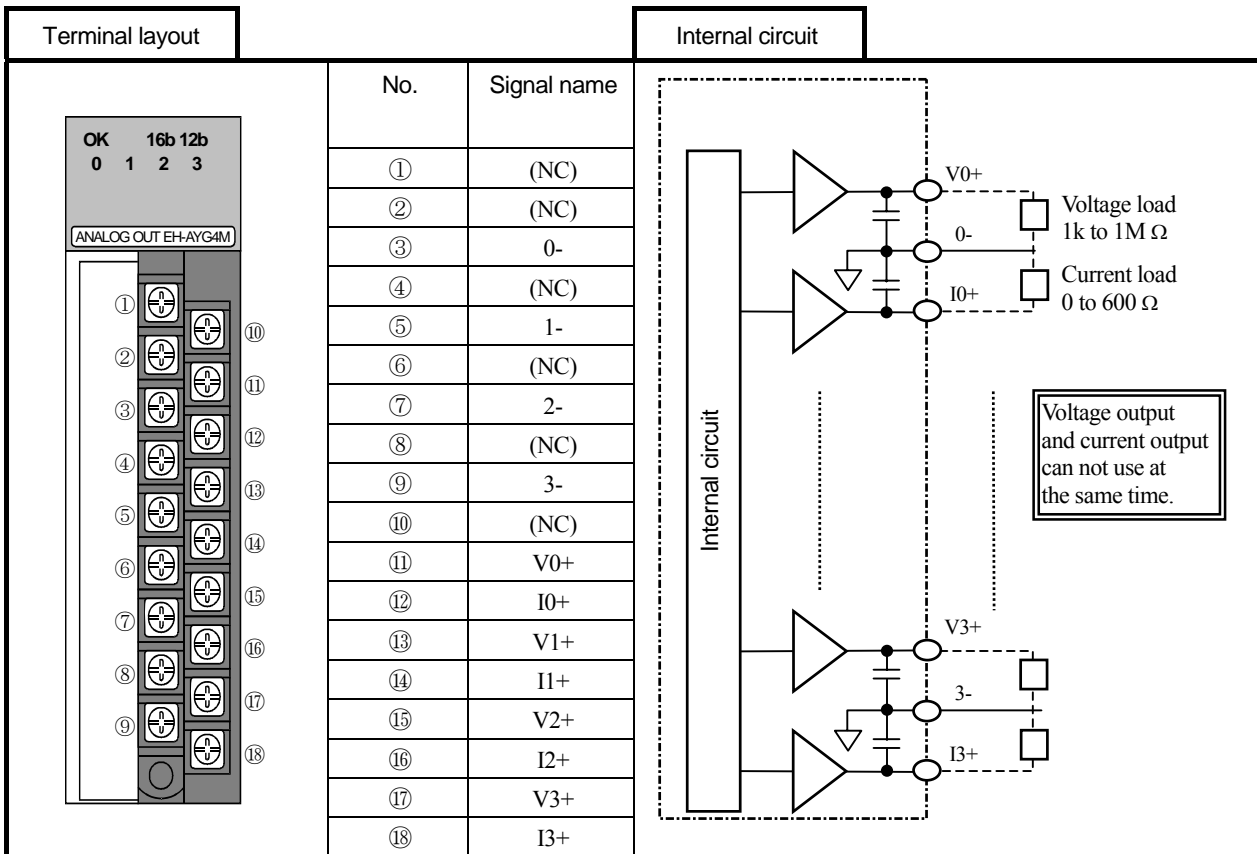 Terminal layout
Internal circuit
No. Signal name
OK 16b 12b
0 1 2 3
ANALOG OUT EH-AYG4M
①
②
③
④
⑤
⑥
⑦
⑧
⑨
⑩
⑪
⑫
⑬
⑭
⑮
⑯
⑰
⑱
① (NC)
② (NC)
③ 0-
④ (NC)
⑤ 1-
⑥ (NC)
⑦ 2-
⑧ (NC)
⑨ 3-
⑩ (NC)
⑪ V0+
⑫ I0+
⑬ V1+
⑭ I1+
⑮ V2+
⑯ I2+
⑰ V3+
⑱ I3+
Internal circuit
V0+
0-
I0+
Voltage load
1k to 1M Ω
Current load
0 to 600 Ω
Voltage output
and current output
can not use at
the same time.
V3+
3-
I3+